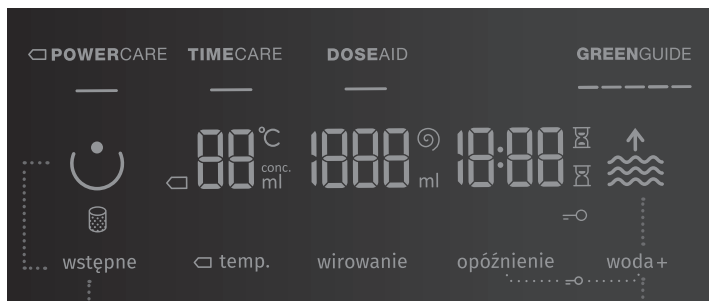 POWERCARE TIMECARE DOSEAID GREENGUIDE
88 °C 1888 18:88
conc.
ml ml
wstępne temp. wirowanie opóźnienie woda+